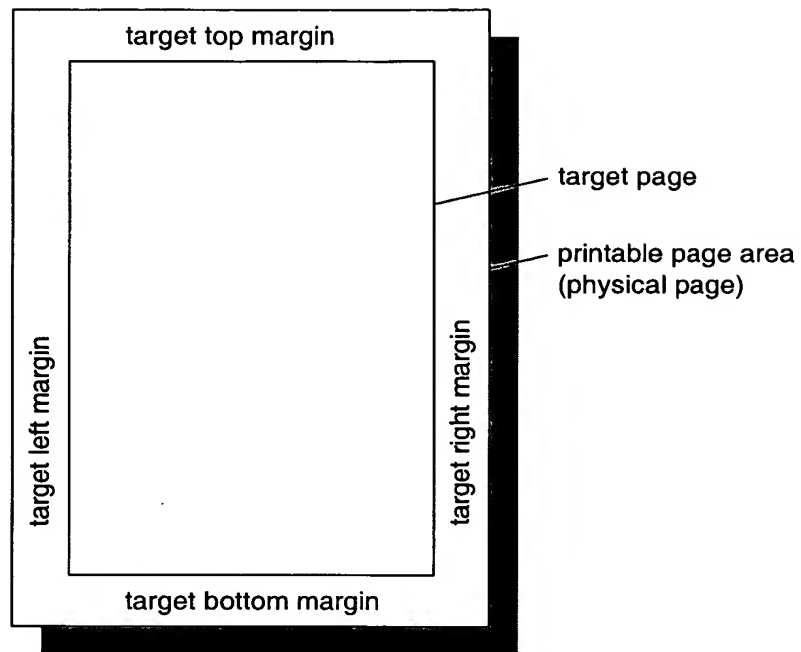 target top margin
target page
printable page area
(physical page)
target left margin
target right margin
target bottom margin